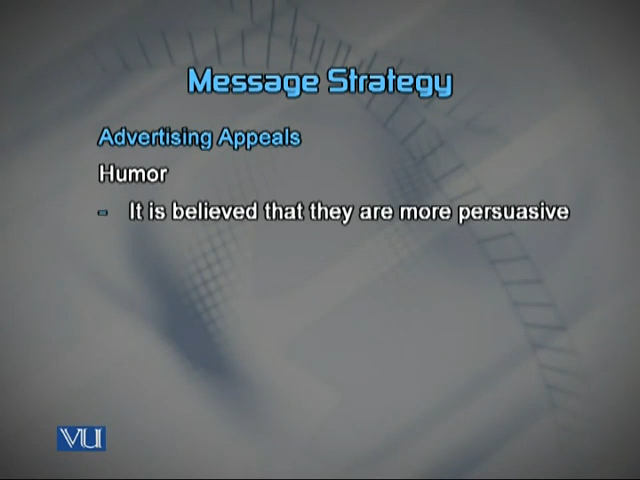 Message Strategy
Advertising Appeals
Humor
- It is believed that they are more persuasive
VU